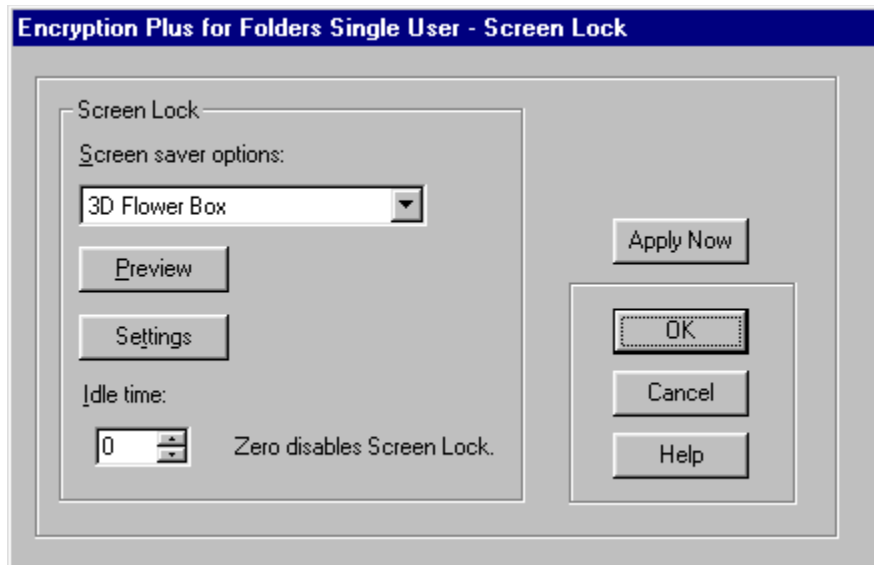 Encryption Plus for Folders Single User - Screen Lock
Screen Lock
Screen saver options:
3D Flower Box
Preview
Settings
Idle time:
0 Zero disables Screen Lock.
Apply Now
OK
Cancel
Help